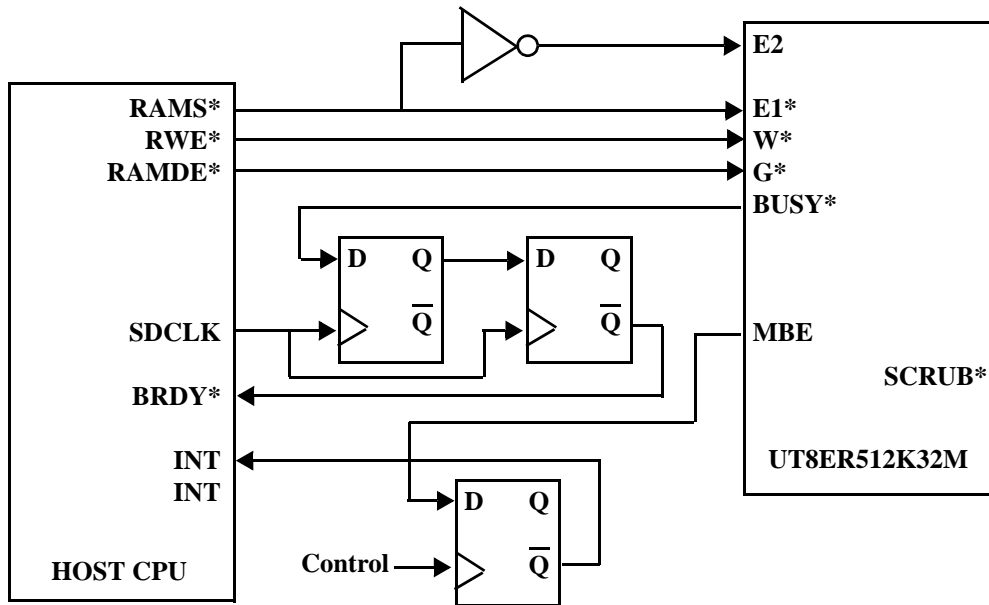 E2
RAMS*
E1*
RWE*
W*
RAMDE*
G*
BUSY*
D Q
Q
D Q
Q
SDCLK
MBE
SCRUB*
BRDY*
INT
UT8ER512K32M
INT
D Q
Control
Q
HOST CPU